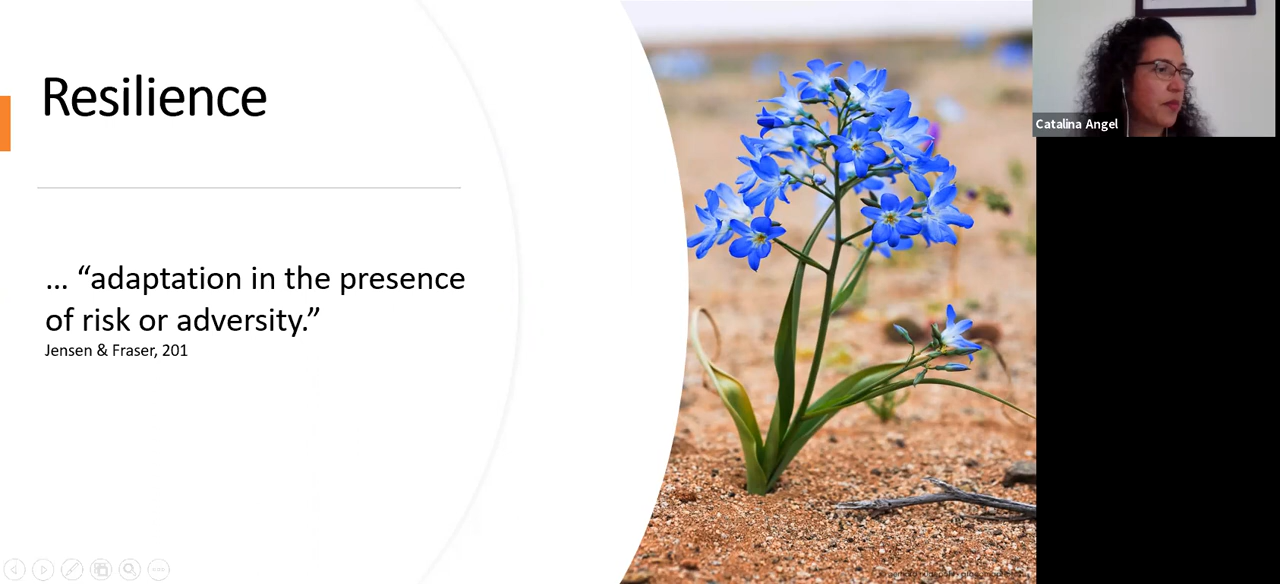 Resilience
… “adaptation in the presence
of risk or adversity.”
Jensen & Fraser, 201
Catalina Angel